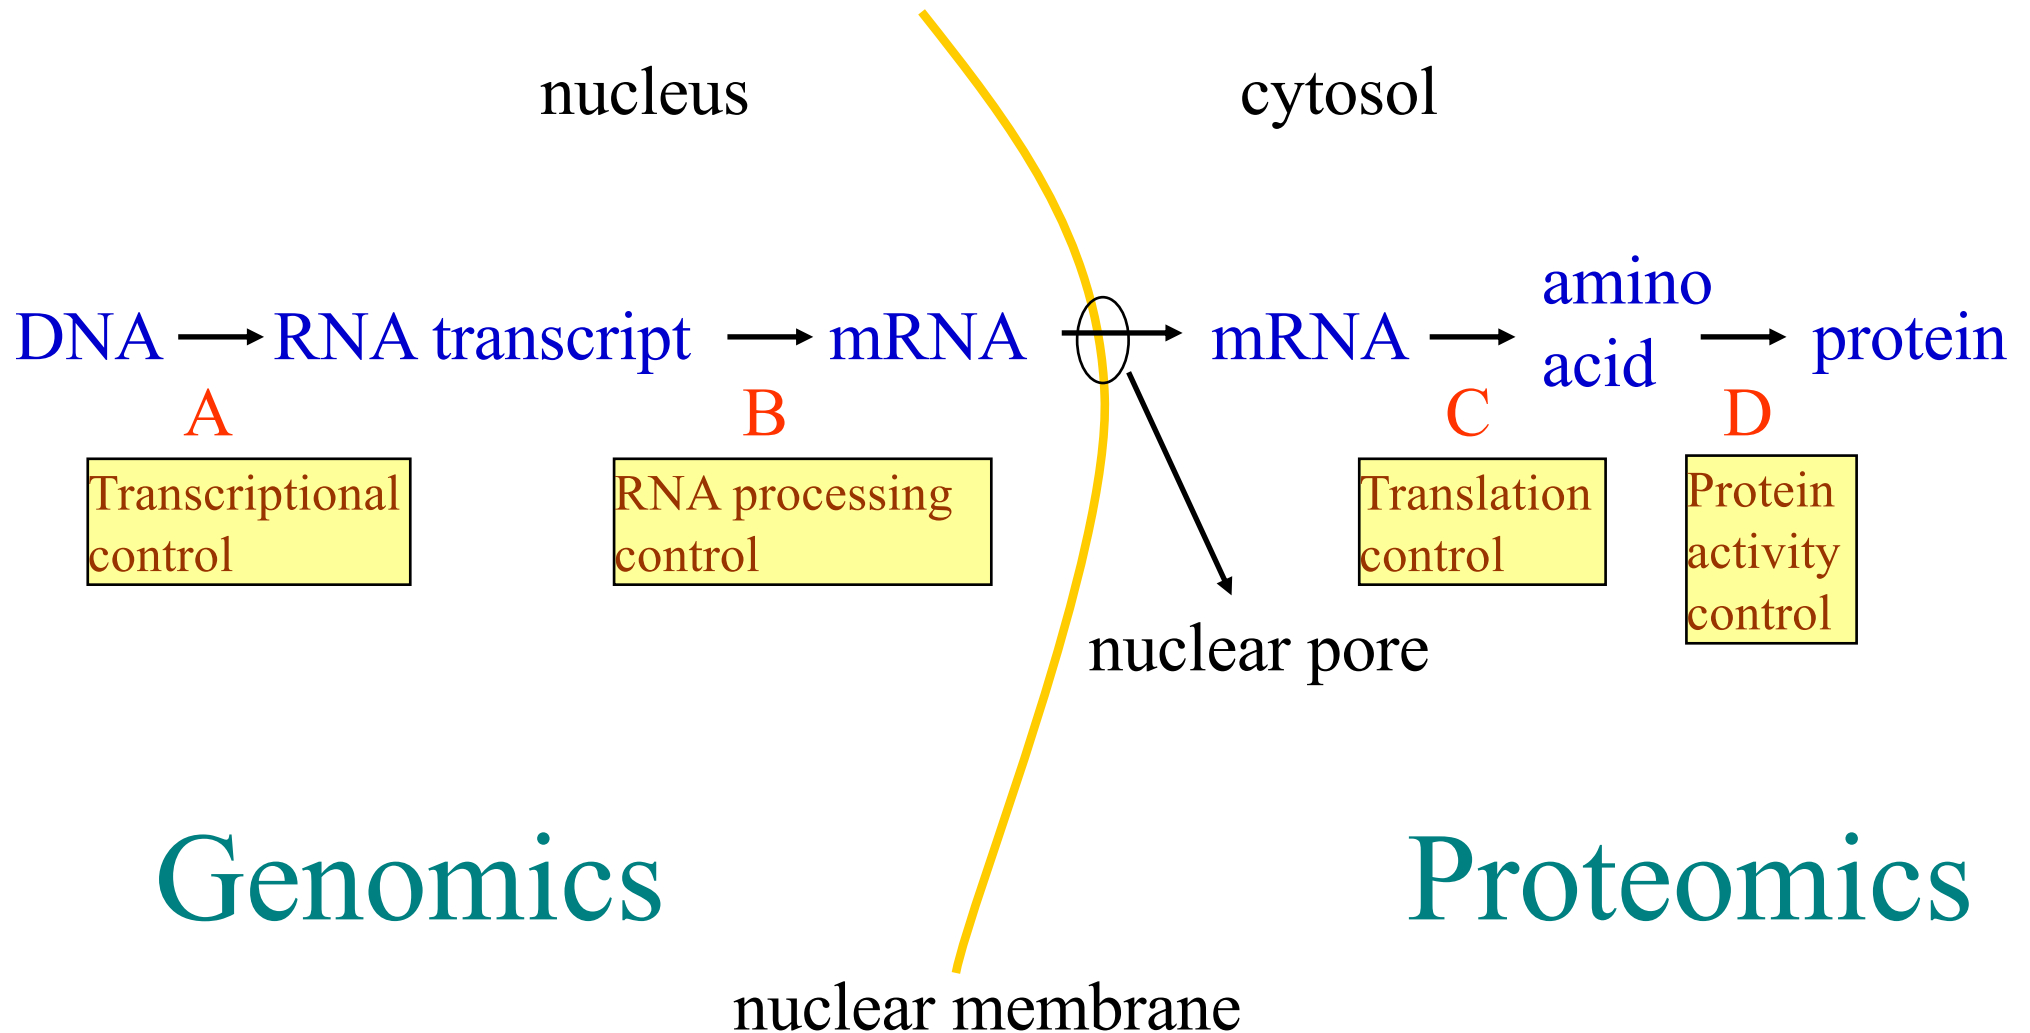 nucleus
cytosol
DNA
RNA transcript
mRNA
mRNA
amino
acid
protein
A
B
C
D
Transcriptional
control
RNA processing
control
Translation
control
Protein
activity
control
nuclear pore
Genomics
Proteomics
nuclear membrane